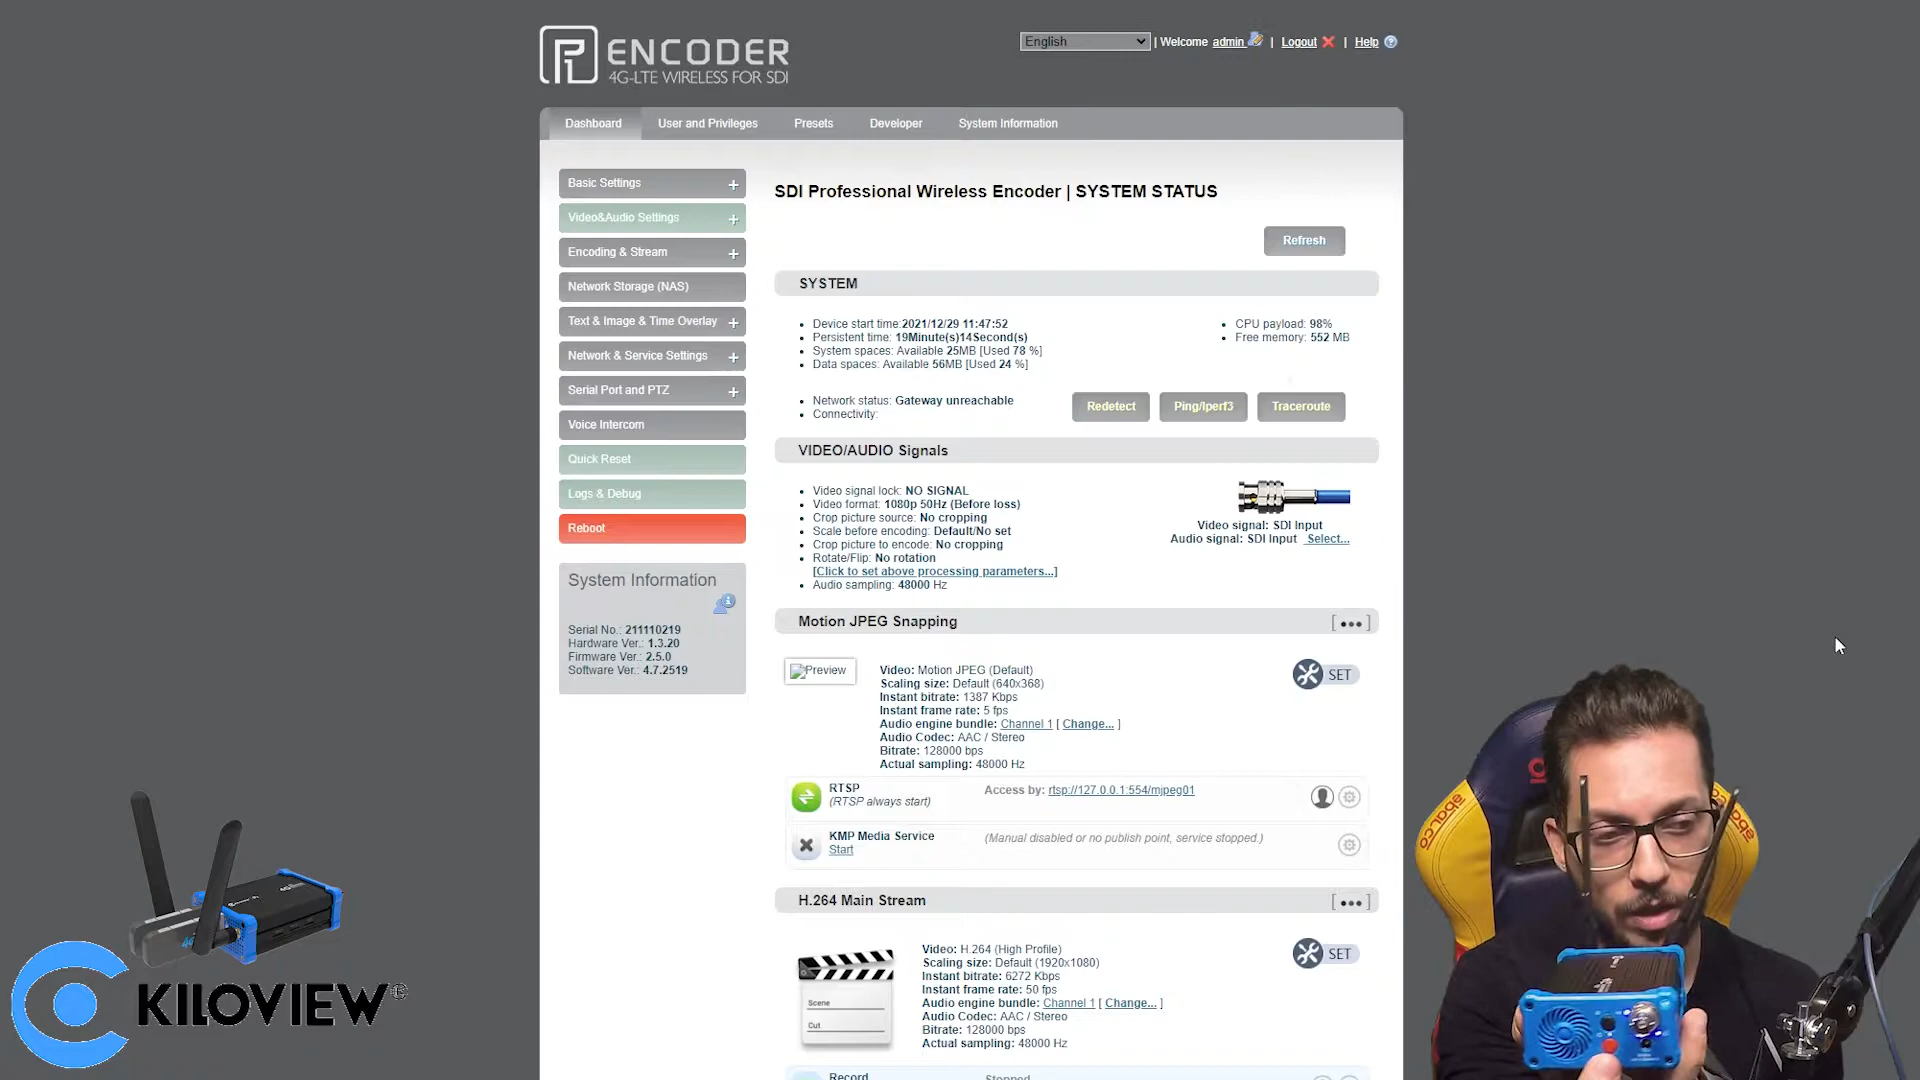 ENCODER
4G-LTE WIRELESS FOR SDI
English | Welcome admin | Logout | Help
Dashboard User and Privileges Presets Developer System Information
Basic Settings
Video&Audio Settings
Encoding & Stream
Network Storage (NAS)
Text & Image & Time Overlay
Network & Service Settings
Serial Port and PTZ
Voice Intercom
Quick Reset
Logs & Debug
Reboot
System Information
Serial No.: 211110219
Hardware Ver.: 1.3.20
Firmware Ver.: 2.5.0
Software Ver.: 4.7.2519
SDI Professional Wireless Encoder | SYSTEM STATUS
Refresh
SYSTEM
Device start time:2021/12/29 11:47:52
Persistent time: 19Minute(s)14Second(s)
System spaces: Available 25MB [Used 78 %]
Data spaces: Available 56MB [Used 24 %]
CPU payload: 98%
Free memory: 552 MB
Network status: Gateway unreachable
Connectivity:
Redetect Ping/Iperf3 Traceroute
VIDEO/AUDIO Signals
Video signal lock: NO SIGNAL
Video format: 1080p 50Hz (Before loss)
Crop picture source: No cropping
Scale before encoding: Default/No set
Crop picture to encode: No cropping
Rotate/Flip: No rotation
[Click to set above processing parameters...]
Audio sampling: 48000 Hz
Video signal: SDI Input
Audio signal: SDI Input Select...
Motion JPEG Snapping [ ••• ]
Preview
Video: Motion JPEG (Default)
Scaling size: Default (640x368)
Instant bitrate: 1387 Kbps
Instant frame rate: 5 fps
Audio engine bundle: Channel 1 [ Change... ]
Audio Codec: AAC / Stereo
Bitrate: 128000 bps
Actual sampling: 48000 Hz
SET
RTSP
(RTSP always start)
Access by: rtsp://127.0.0.1:554/mjpeg01
KMP Media Service
Start
(Manual disabled or no publish point, service stopped.)
H.264 Main Stream [ ••• ]
Scene
Cut
Video: H.264 (High Profile)
Scaling size: Default (1920x1080)
Instant bitrate: 6272 Kbps
Instant frame rate: 50 fps
Audio engine bundle: Channel 1 [ Change... ]
Audio Codec: AAC / Stereo
Bitrate: 128000 bps
Actual sampling: 48000 Hz
SET
Record Stopped
KILOVIEW®